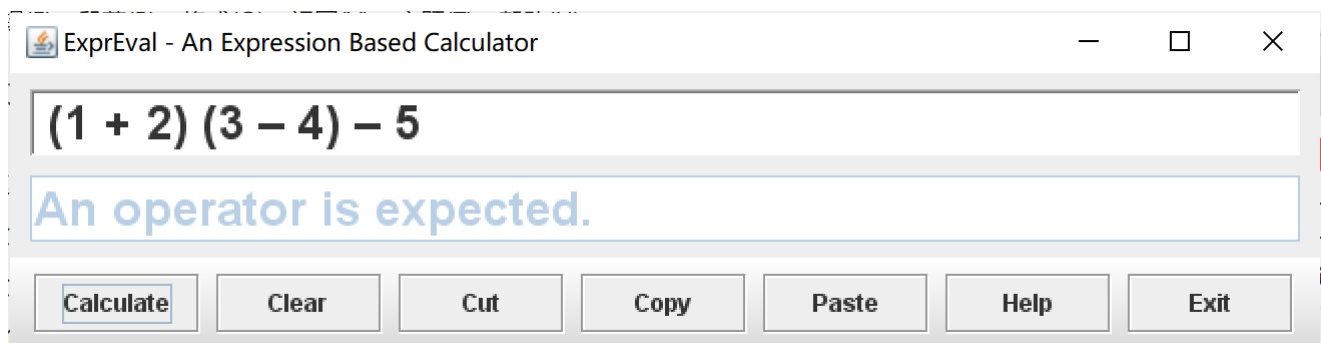 ExprEval - An Expression Based Calculator
(1 + 2) (3 – 4) – 5
An operator is expected.
Calculate Clear Cut Copy Paste Help Exit